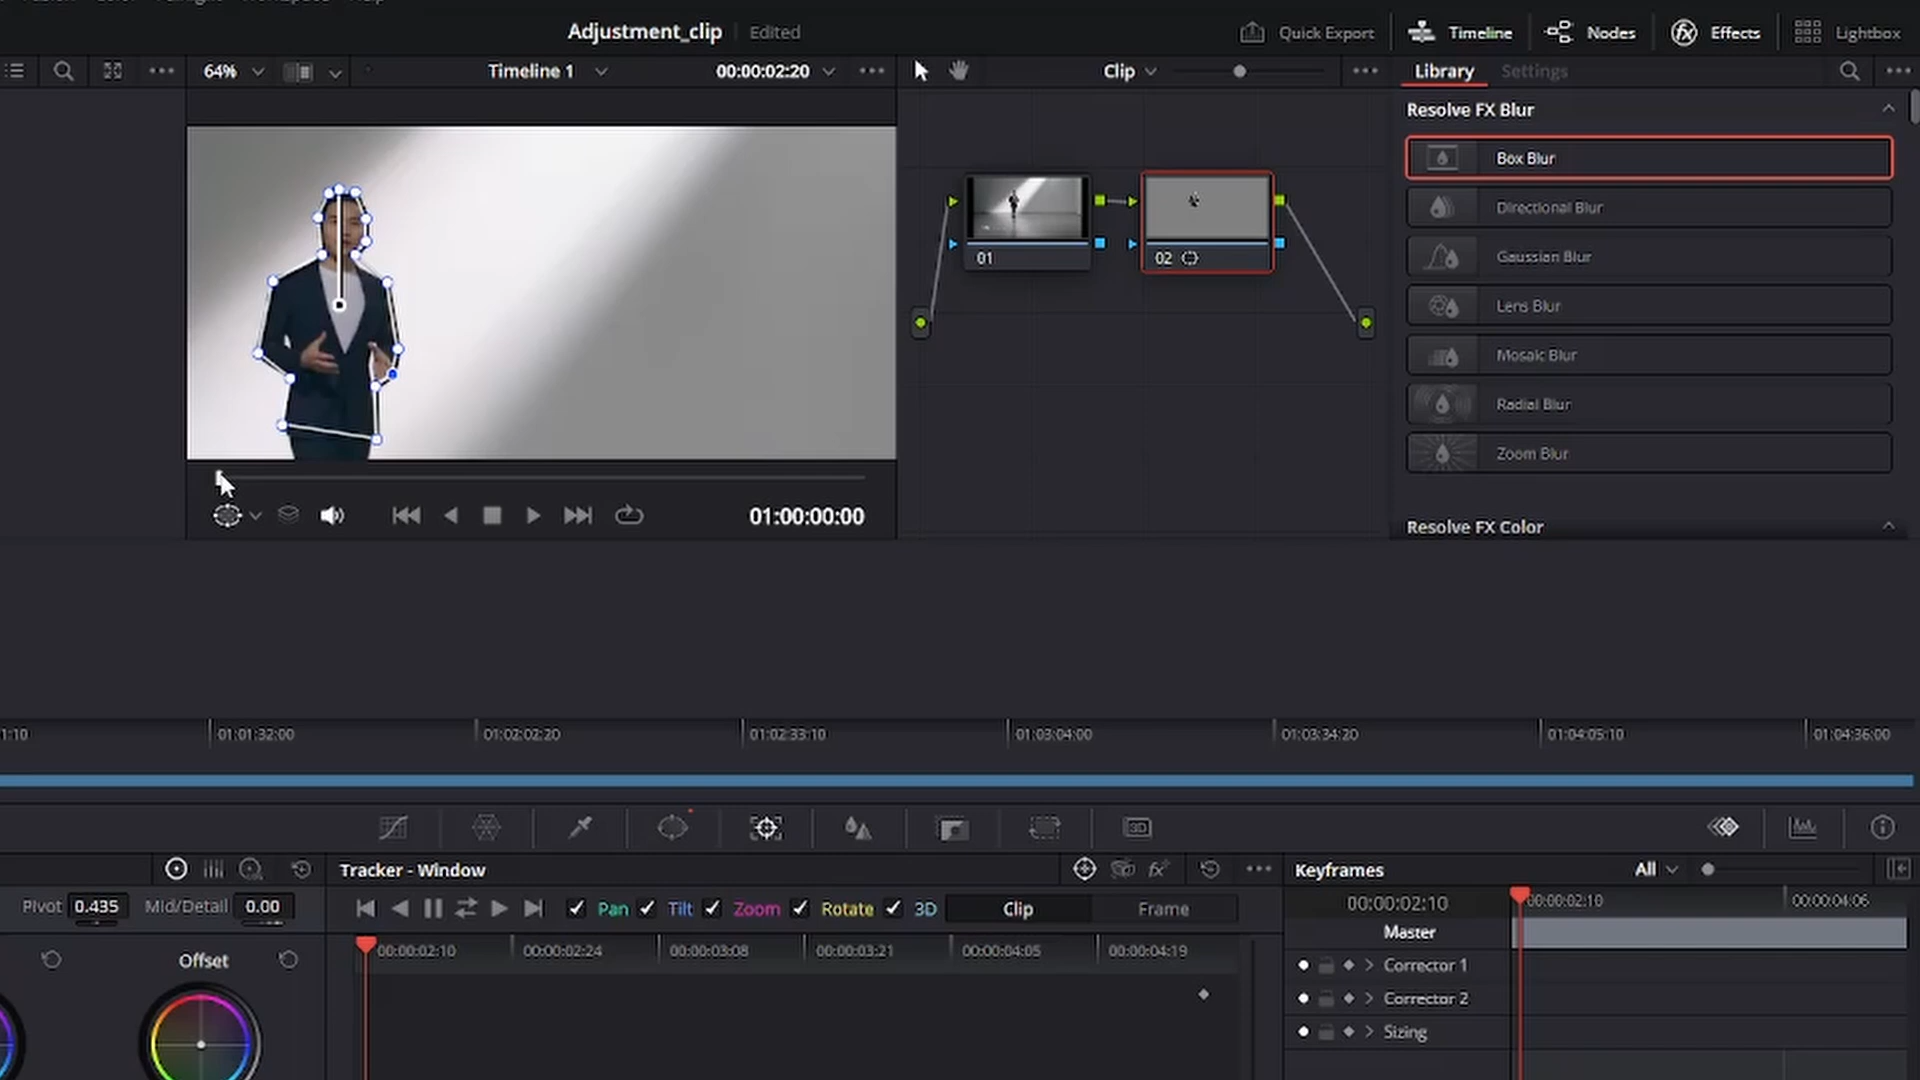 Adjustment_clip Edited
Quick Export Timeline Nodes Effects Lightbox
64% Timeline 1 00:00:02:20 Clip Library Settings
Resolve FX Blur
Box Blur
Directional Blur
Gaussian Blur
Lens Blur
Mosaic Blur
Radial Blur
Zoom Blur
Resolve FX Color
01 02
01:00:00:00
1:10 01:01:32:00 01:02:02:20 01:02:33:10 01:03:04:00 01:03:34:20 01:04:05:10 01:04:36:00
3D
Tracker - Window Keyframes All
Pivot 0.435 Mid/Detail 0.00 Pan Tilt Zoom Rotate 3D Clip Frame
00:00:02:10 00:00:02:10 00:00:04:06
Master
00:00:02:10 00:00:02:24 00:00:03:08 00:00:03:21 00:00:04:05 00:00:04:19
Offset
Corrector 1
Corrector 2
Sizing